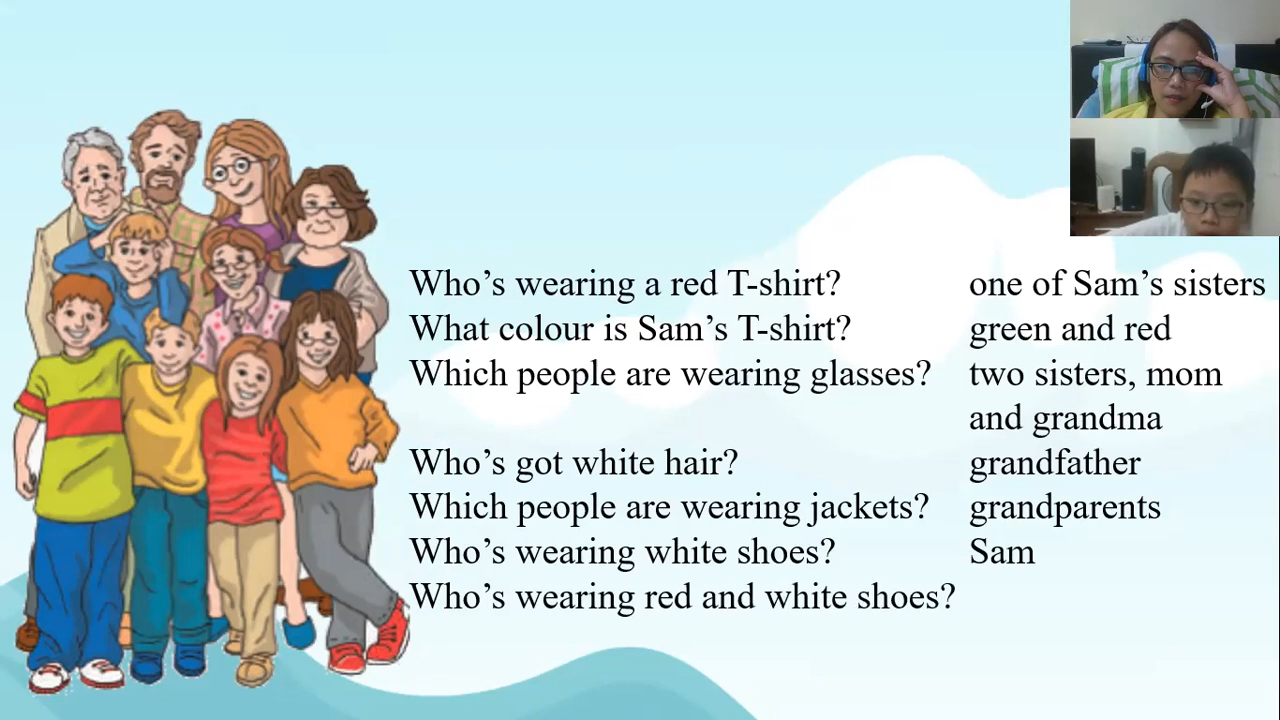 Who's wearing a red T-shirt? one of Sam's sisters
What colour is Sam's T-shirt? green and red
Which people are wearing glasses? two sisters, mom
and grandma
Who's got white hair? grandfather
Which people are wearing jackets? grandparents
Who's wearing white shoes? Sam
Who's wearing red and white shoes?